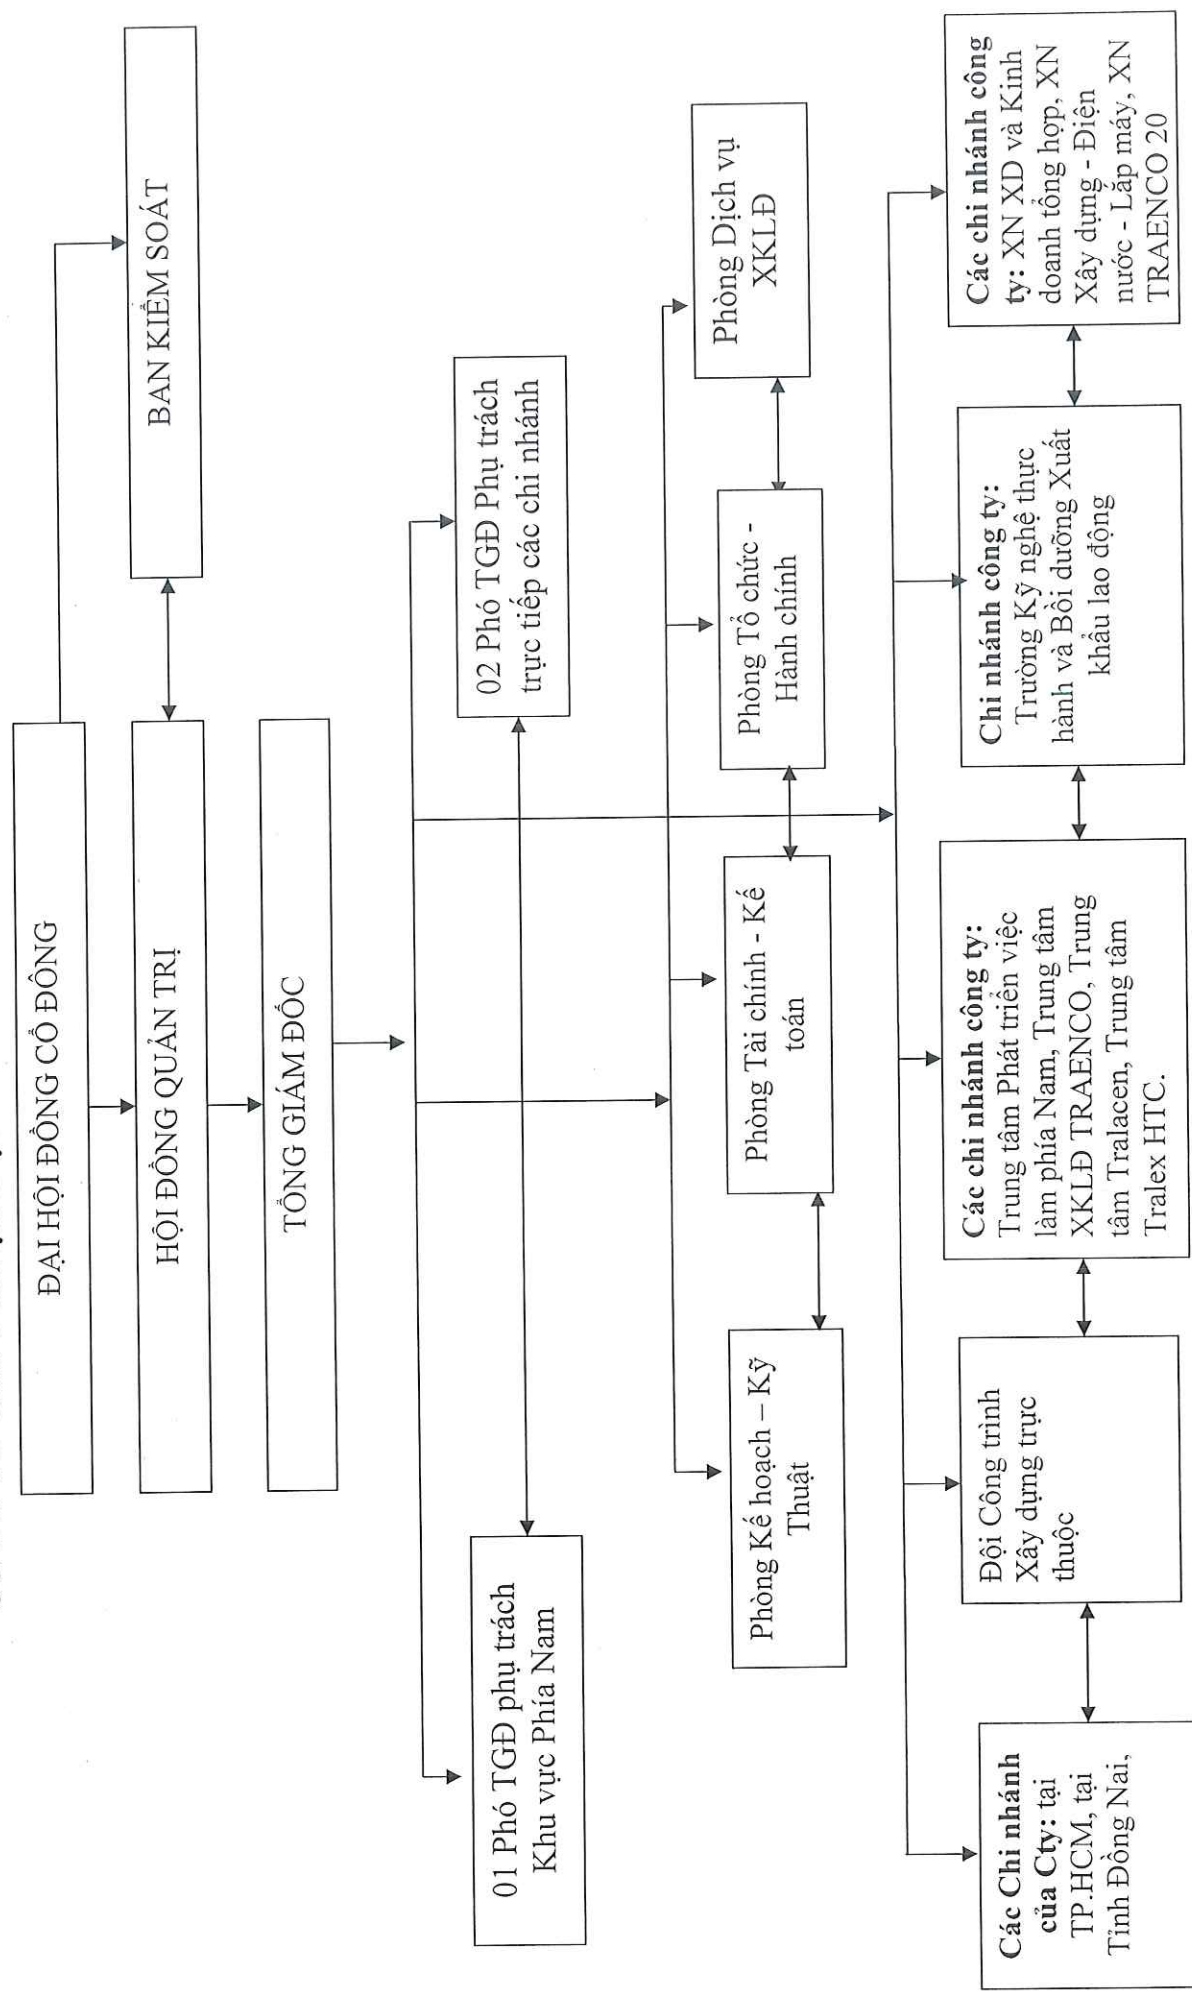 ĐẠI HỘI ĐỒNG CỔ ĐÔNG
BAN KIỂM SOÁT
HỘI ĐỒNG QUẢN TRỊ
TỔNG GIÁM ĐỐC
01 Phó TGĐ phụ trách
Khu vực Phía Nam
02 Phó TGĐ Phụ trách
trực tiếp các chi nhánh
Phòng Kế hoạch – Kỹ
Thuật
Phòng Tài chính - Kế
toán
Phòng Tổ chức -
Hành chính
Phòng Dịch vụ
XKLĐ
Các Chi nhánh
của Cty: tại
TP.HCM, tại
Tỉnh Đồng Nai,
Đội Công trình
Xây dựng trực
thuộc
Các chi nhánh công ty:
Trung tâm Phát triển việc
làm phía Nam, Trung tâm
XKLĐ TRAENCO, Trung
tâm Tralacen, Trung tâm
Tralex HTC.
Chi nhánh công ty:
Trường Kỹ nghệ thực
hành và Bồi dưỡng Xuất
khẩu lao động
Các chi nhánh công
ty: XN XD và Kinh
doanh tổng hợp, XN
Xây dựng - Điện
nước - Lắp máy, XN
TRAENCO 20